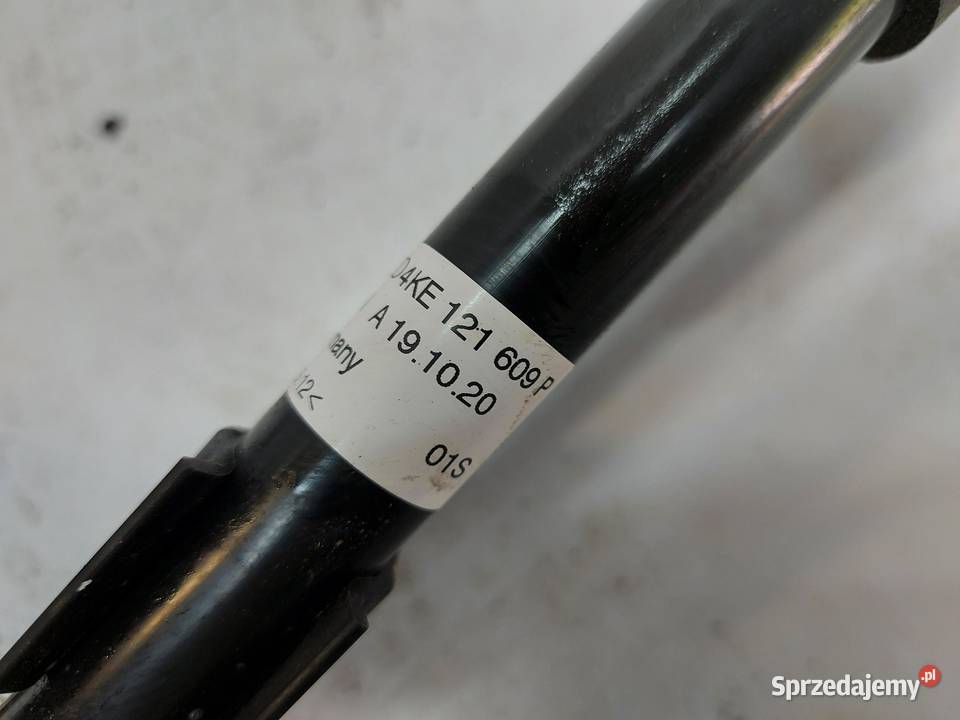 04KE 121 609 P
A 19.10.20
many
12<
01S
Sprzedajemy.pl